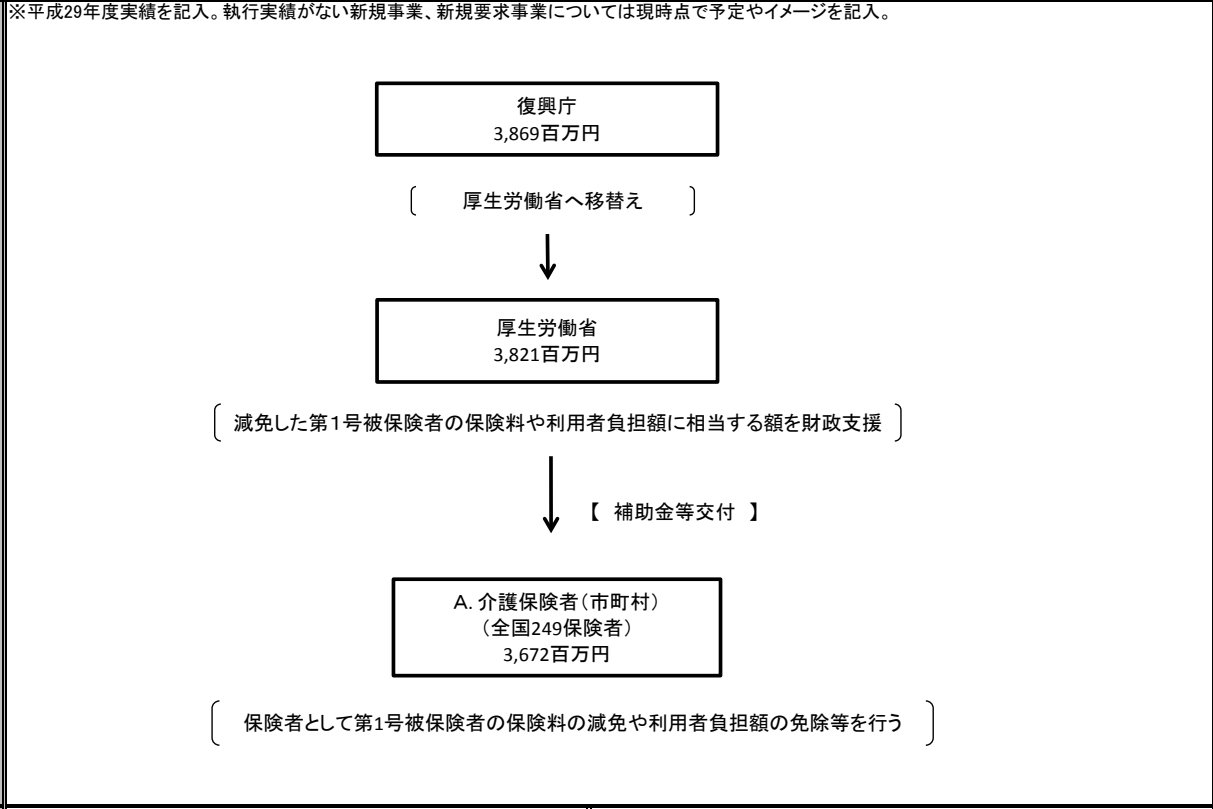 ※平成29年度実績を記入。執行実績がない新規事業、新規要求事業については現時点で予定やイメージを記入。
復興庁
3,869百万円
厚生労働省へ移替え
厚生労働省
3,821百万円
減免した第１号被保険者の保険料や利用者負担額に相当する額を財政支援
【 補助金等交付 】
A. 介護保険者（市町村）
（全国249保険者）
3,672百万円
保険者として第1号被保険者の保険料の減免や利用者負担額の免除等を行う